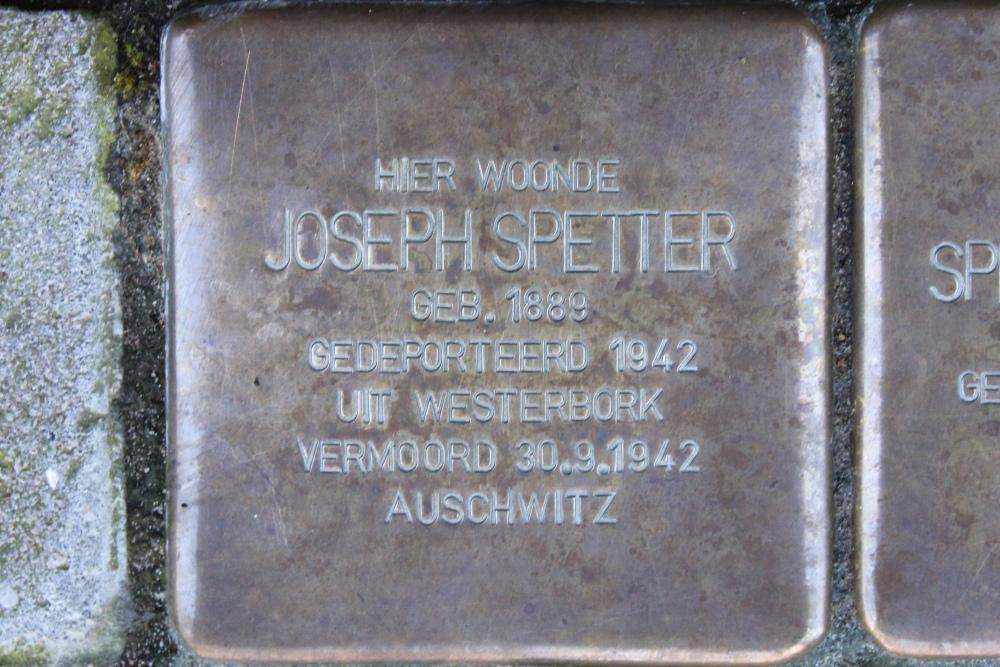 HIER WOONDE
JOSEPH SPETTER
GEB. 1889
GEDEPORTEERD 1942
UIT WESTERBORK
VERMOORD 30.9.1942
AUSCHWITZ